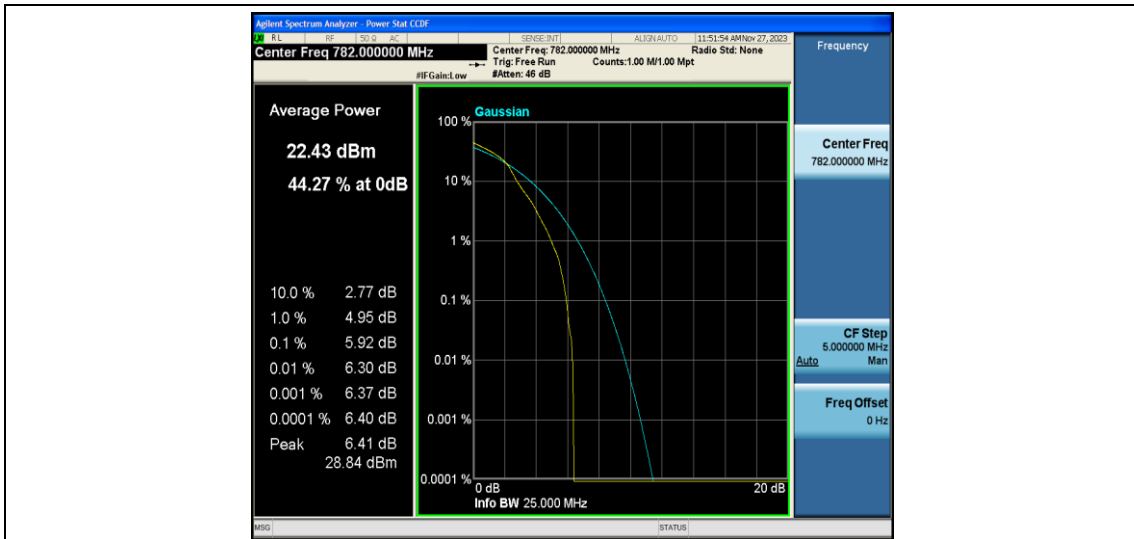 Agilent Spectrum Analyzer - Power Stat CCDF
LXI RL RF 50 Ω AC SENSE:INT ALIGN AUTO 11:51:54 AM Nov 27, 2023
Center Freq 782.000000 MHz
Center Freq: 782.000000 MHz Radio Std: None
Trig: Free Run Counts:1.00 M/1.00 Mpt
#IFGain:Low #Atten: 46 dB
Frequency
Average Power
22.43 dBm
44.27 % at 0dB
10.0 % 2.77 dB
1.0 % 4.95 dB
0.1 % 5.92 dB
0.01 % 6.30 dB
0.001 % 6.37 dB
0.0001 % 6.40 dB
Peak 6.41 dB
28.84 dBm
Gaussian
100 %
10 %
1 %
0.1 %
0.01 %
0.001 %
0.0001 %
0 dB 20 dB
Info BW 25.000 MHz
Center Freq
782.000000 MHz
CF Step
5.000000 MHz
Auto Man
Freq Offset
0 Hz
MSG STATUS